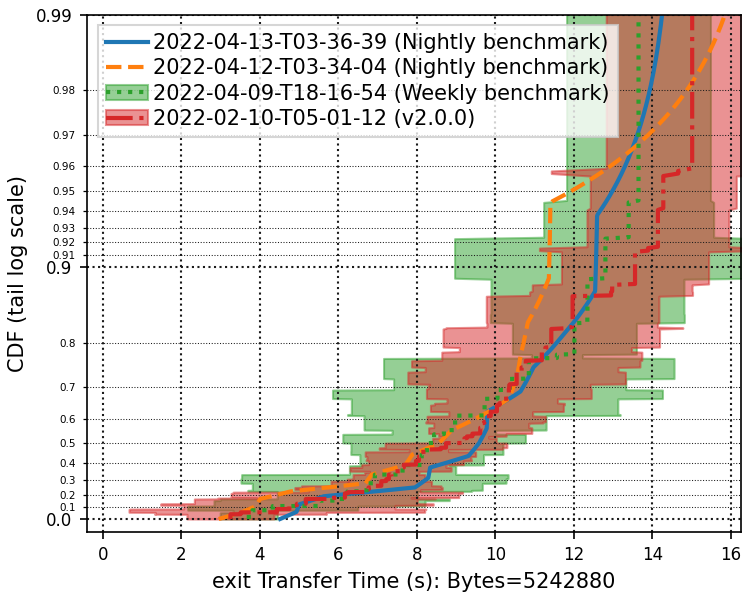 0.99
2022-04-13-T03-36-39 (Nightly benchmark)
2022-04-12-T03-34-04 (Nightly benchmark)
2022-04-09-T18-16-54 (Weekly benchmark)
2022-02-10-T05-01-12 (v2.0.0)
0.98
0.97
0.96
0.95
0.94
0.93
0.92
0.91
0.9
0.8
0.7
0.6
0.5
0.4
0.3
0.2
0.1
0.0
CDF (tail log scale)
0 2 4 6 8 10 12 14 16
exit Transfer Time (s): Bytes=5242880